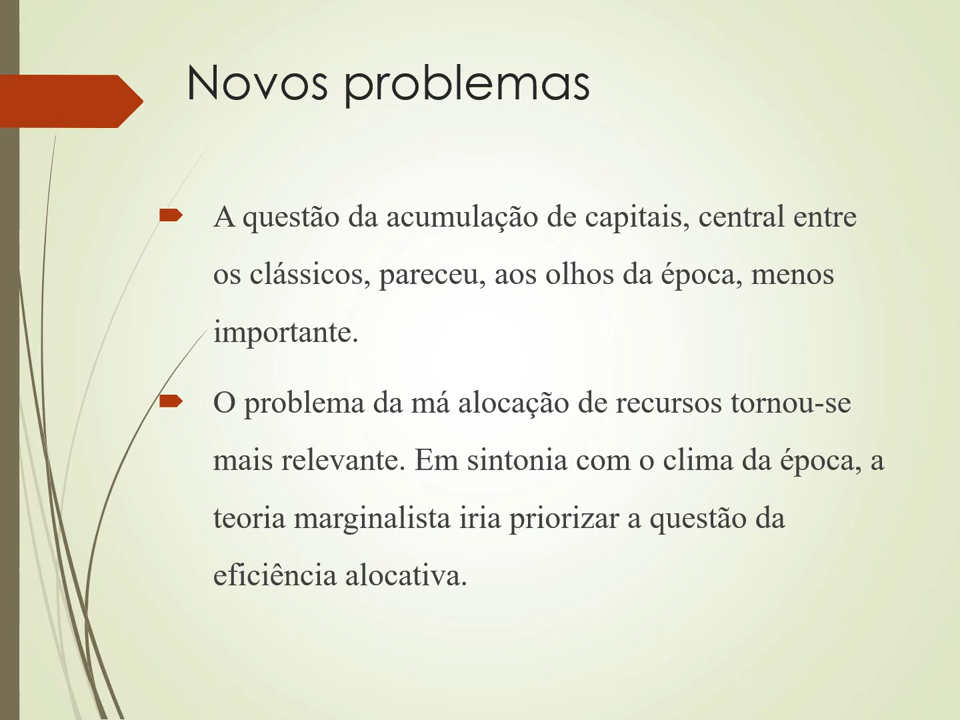 Novos problemas
A questão da acumulação de capitais, central entre
os clássicos, pareceu, aos olhos da época, menos
importante.
O problema da má alocação de recursos tornou-se
mais relevante. Em sintonia com o clima da época, a
teoria marginalista iria priorizar a questão da
eficiência alocativa.